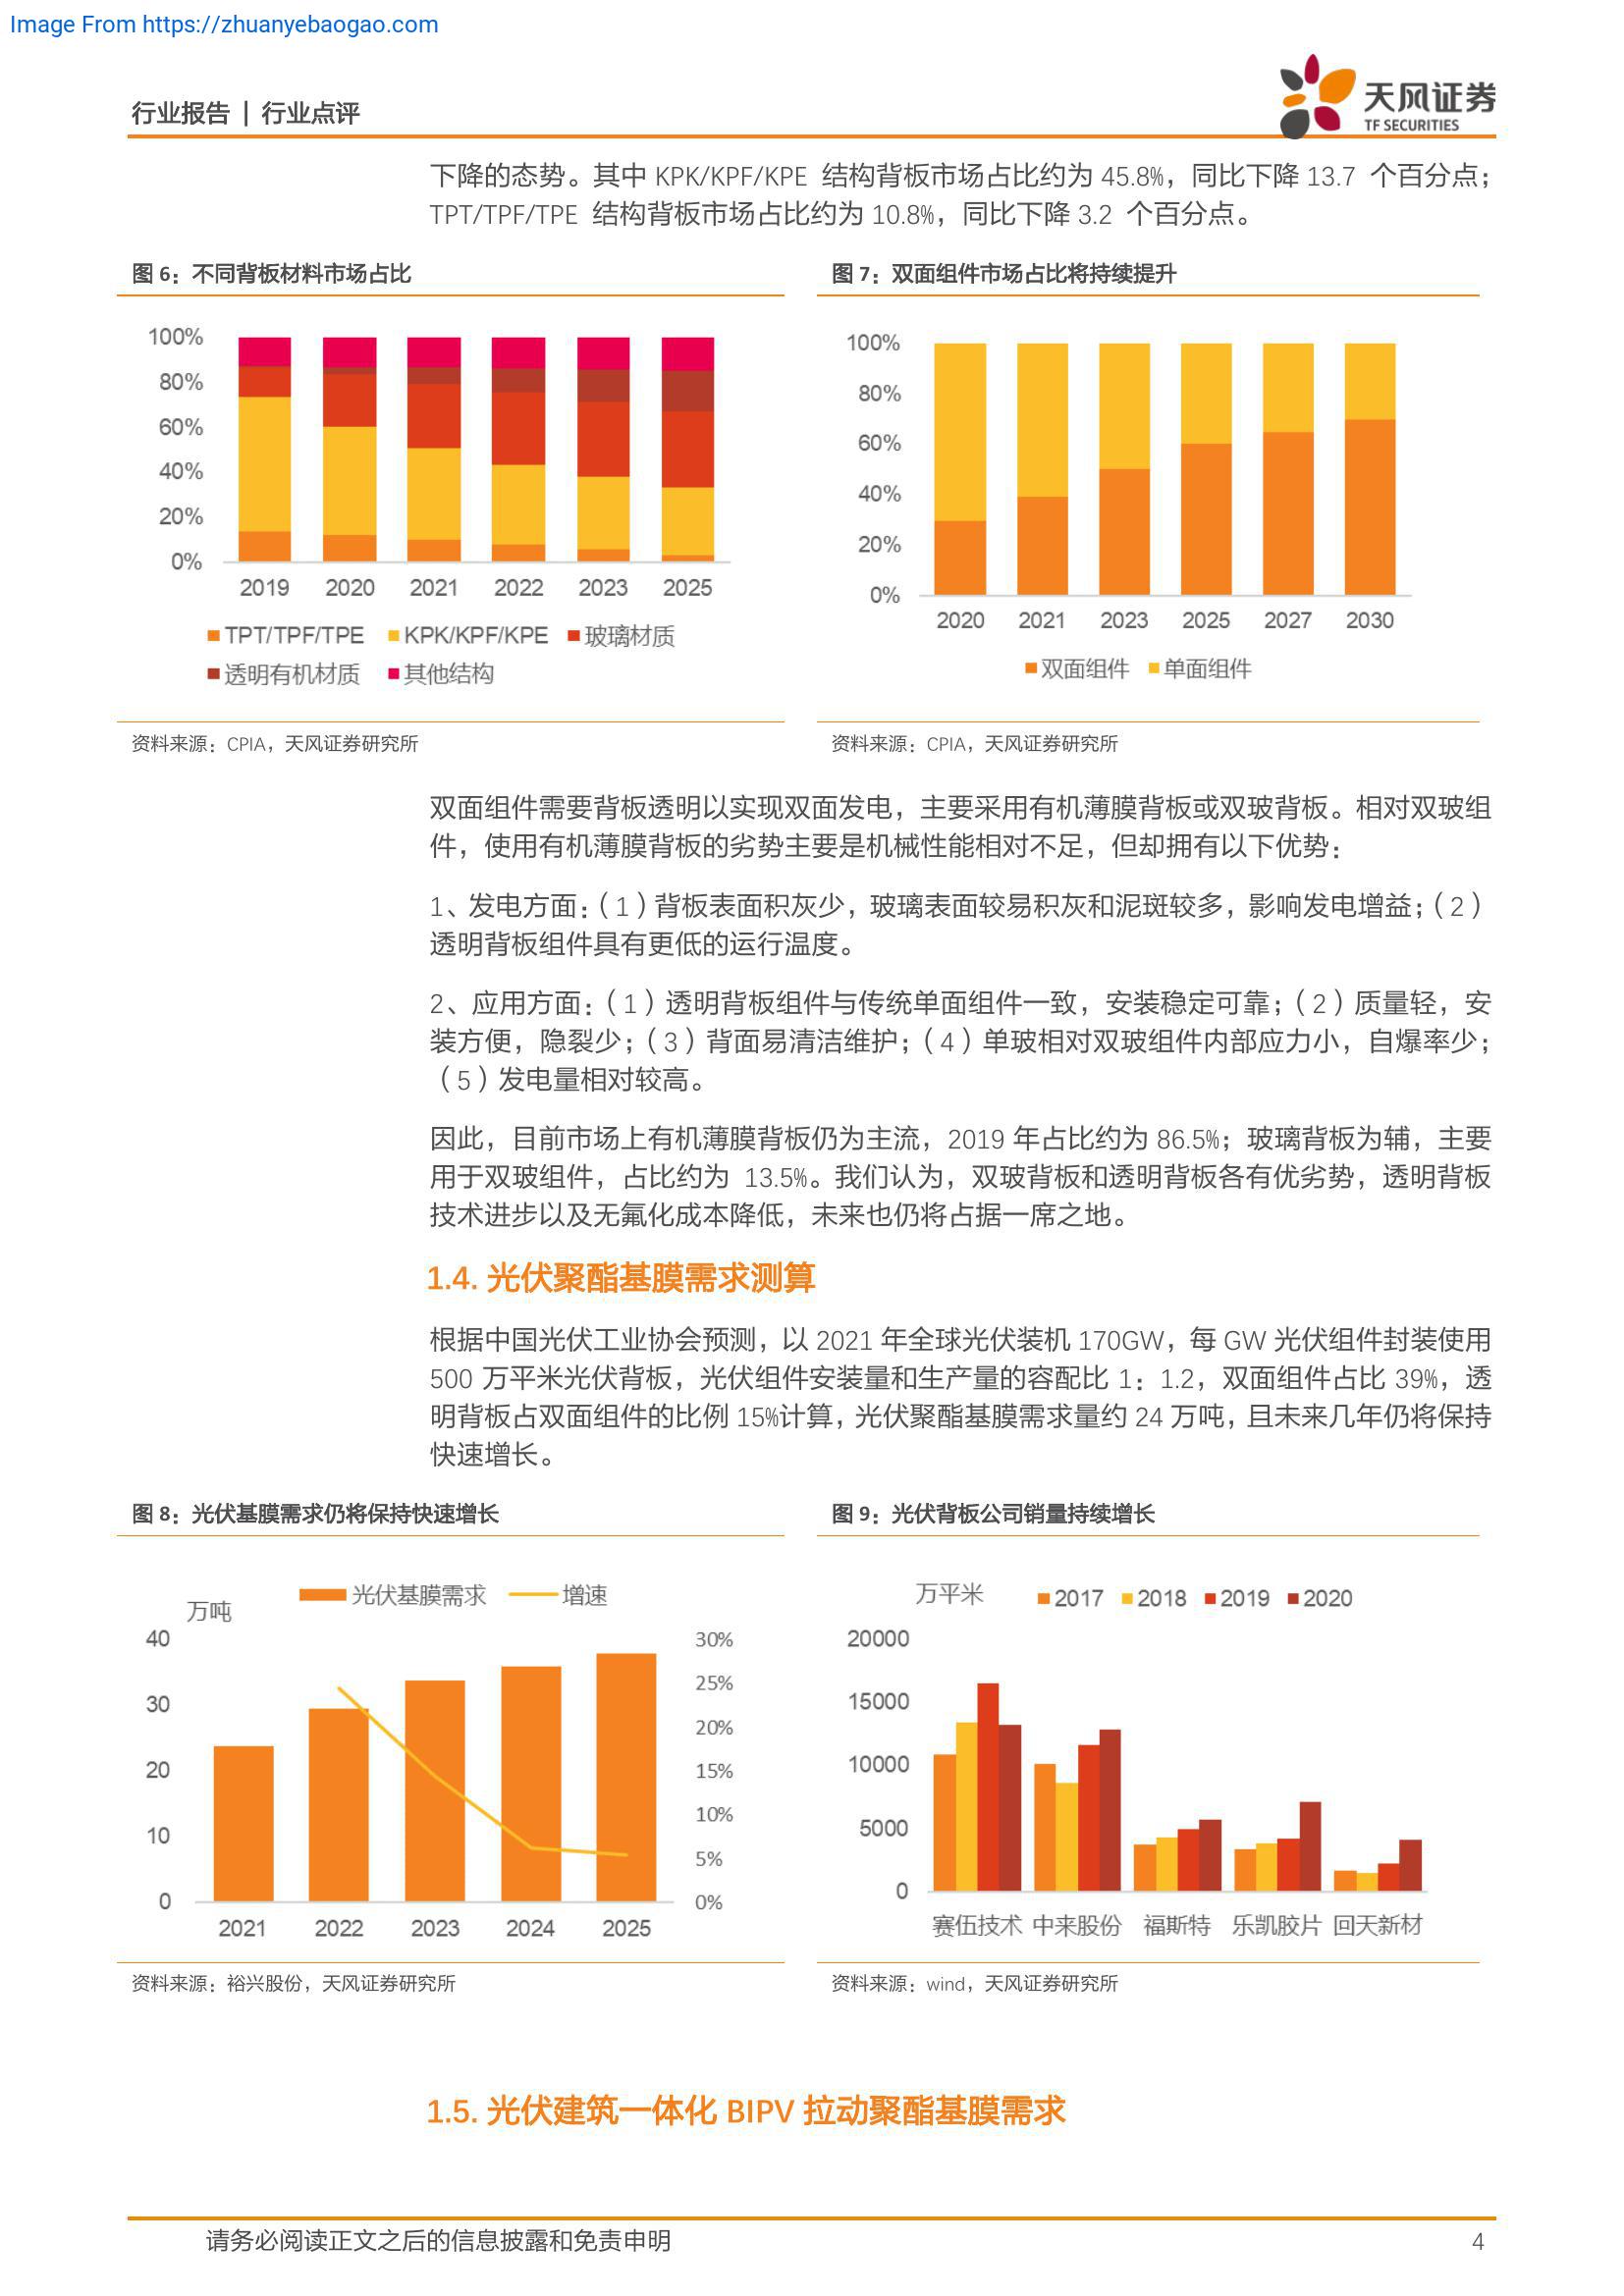 Image From https://zhuanyebaogao.com
行业报告 | 行业点评
天风证券
TF SECURITIES
下降的态势。其中 KPK/KPF/KPE 结构背板市场占比约为 45.8%，同比下降 13.7 个百分点；
TPT/TPF/TPE 结构背板市场占比约为 10.8%，同比下降 3.2 个百分点。
图 6：不同背板材料市场占比
100%
80%
60%
40%
20%
0%
2019 2020 2021 2022 2023 2025
TPT/TPF/TPE KPK/KPF/KPE 玻璃材质
透明有机材质 其他结构
资料来源：CPIA，天风证券研究所
图 7：双面组件市场占比将持续提升
100%
80%
60%
40%
20%
0%
2020 2021 2023 2025 2027 2030
双面组件 单面组件
资料来源：CPIA，天风证券研究所
双面组件需要背板透明以实现双面发电，主要采用有机薄膜背板或双玻背板。相对双玻组
件，使用有机薄膜背板的劣势主要是机械性能相对不足，但却拥有以下优势：
1、发电方面：（1）背板表面积灰少，玻璃表面较易积灰和泥斑较多，影响发电增益；（2）
透明背板组件具有更低的运行温度。
2、应用方面：（1）透明背板组件与传统单面组件一致，安装稳定可靠；（2）质量轻，安
装方便，隐裂少；（3）背面易清洁维护；（4）单玻相对双玻组件内部应力小，自爆率少；
（5）发电量相对较高。
因此，目前市场上有机薄膜背板仍为主流，2019 年占比约为 86.5%；玻璃背板为辅，主要
用于双玻组件，占比约为 13.5%。我们认为，双玻背板和透明背板各有优劣势，透明背板
技术进步以及无氟化成本降低，未来也仍将占据一席之地。
1.4. 光伏聚酯基膜需求测算
根据中国光伏工业协会预测，以 2021 年全球光伏装机 170GW，每 GW 光伏组件封装使用
500 万平米光伏背板，光伏组件安装量和生产量的容配比 1：1.2，双面组件占比 39%，透
明背板占双面组件的比例 15%计算，光伏聚酯基膜需求量约 24 万吨，且未来几年仍将保持
快速增长。
图 8：光伏基膜需求仍将保持快速增长
光伏基膜需求 增速
万吨
40
30
20
10
0
30%
25%
20%
15%
10%
5%
0%
2021 2022 2023 2024 2025
资料来源：裕兴股份，天风证券研究所
图 9：光伏背板公司销量持续增长
万平米 2017 2018 2019 2020
20000
15000
10000
5000
0
赛伍技术 中来股份 福斯特 乐凯胶片 回天新材
资料来源：wind，天风证券研究所
1.5. 光伏建筑一体化 BIPV 拉动聚酯基膜需求
请务必阅读正文之后的信息披露和免责申明 4